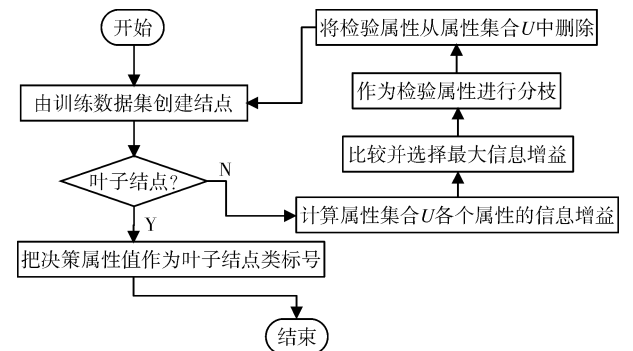 开始
由训练数据集创建结点
叶子结点?
N
Y
把决策属性值作为叶子结点类标号
结束
将检验属性从属性集合U中删除
作为检验属性进行分枝
比较并选择最大信息增益
计算属性集合U各个属性的信息增益